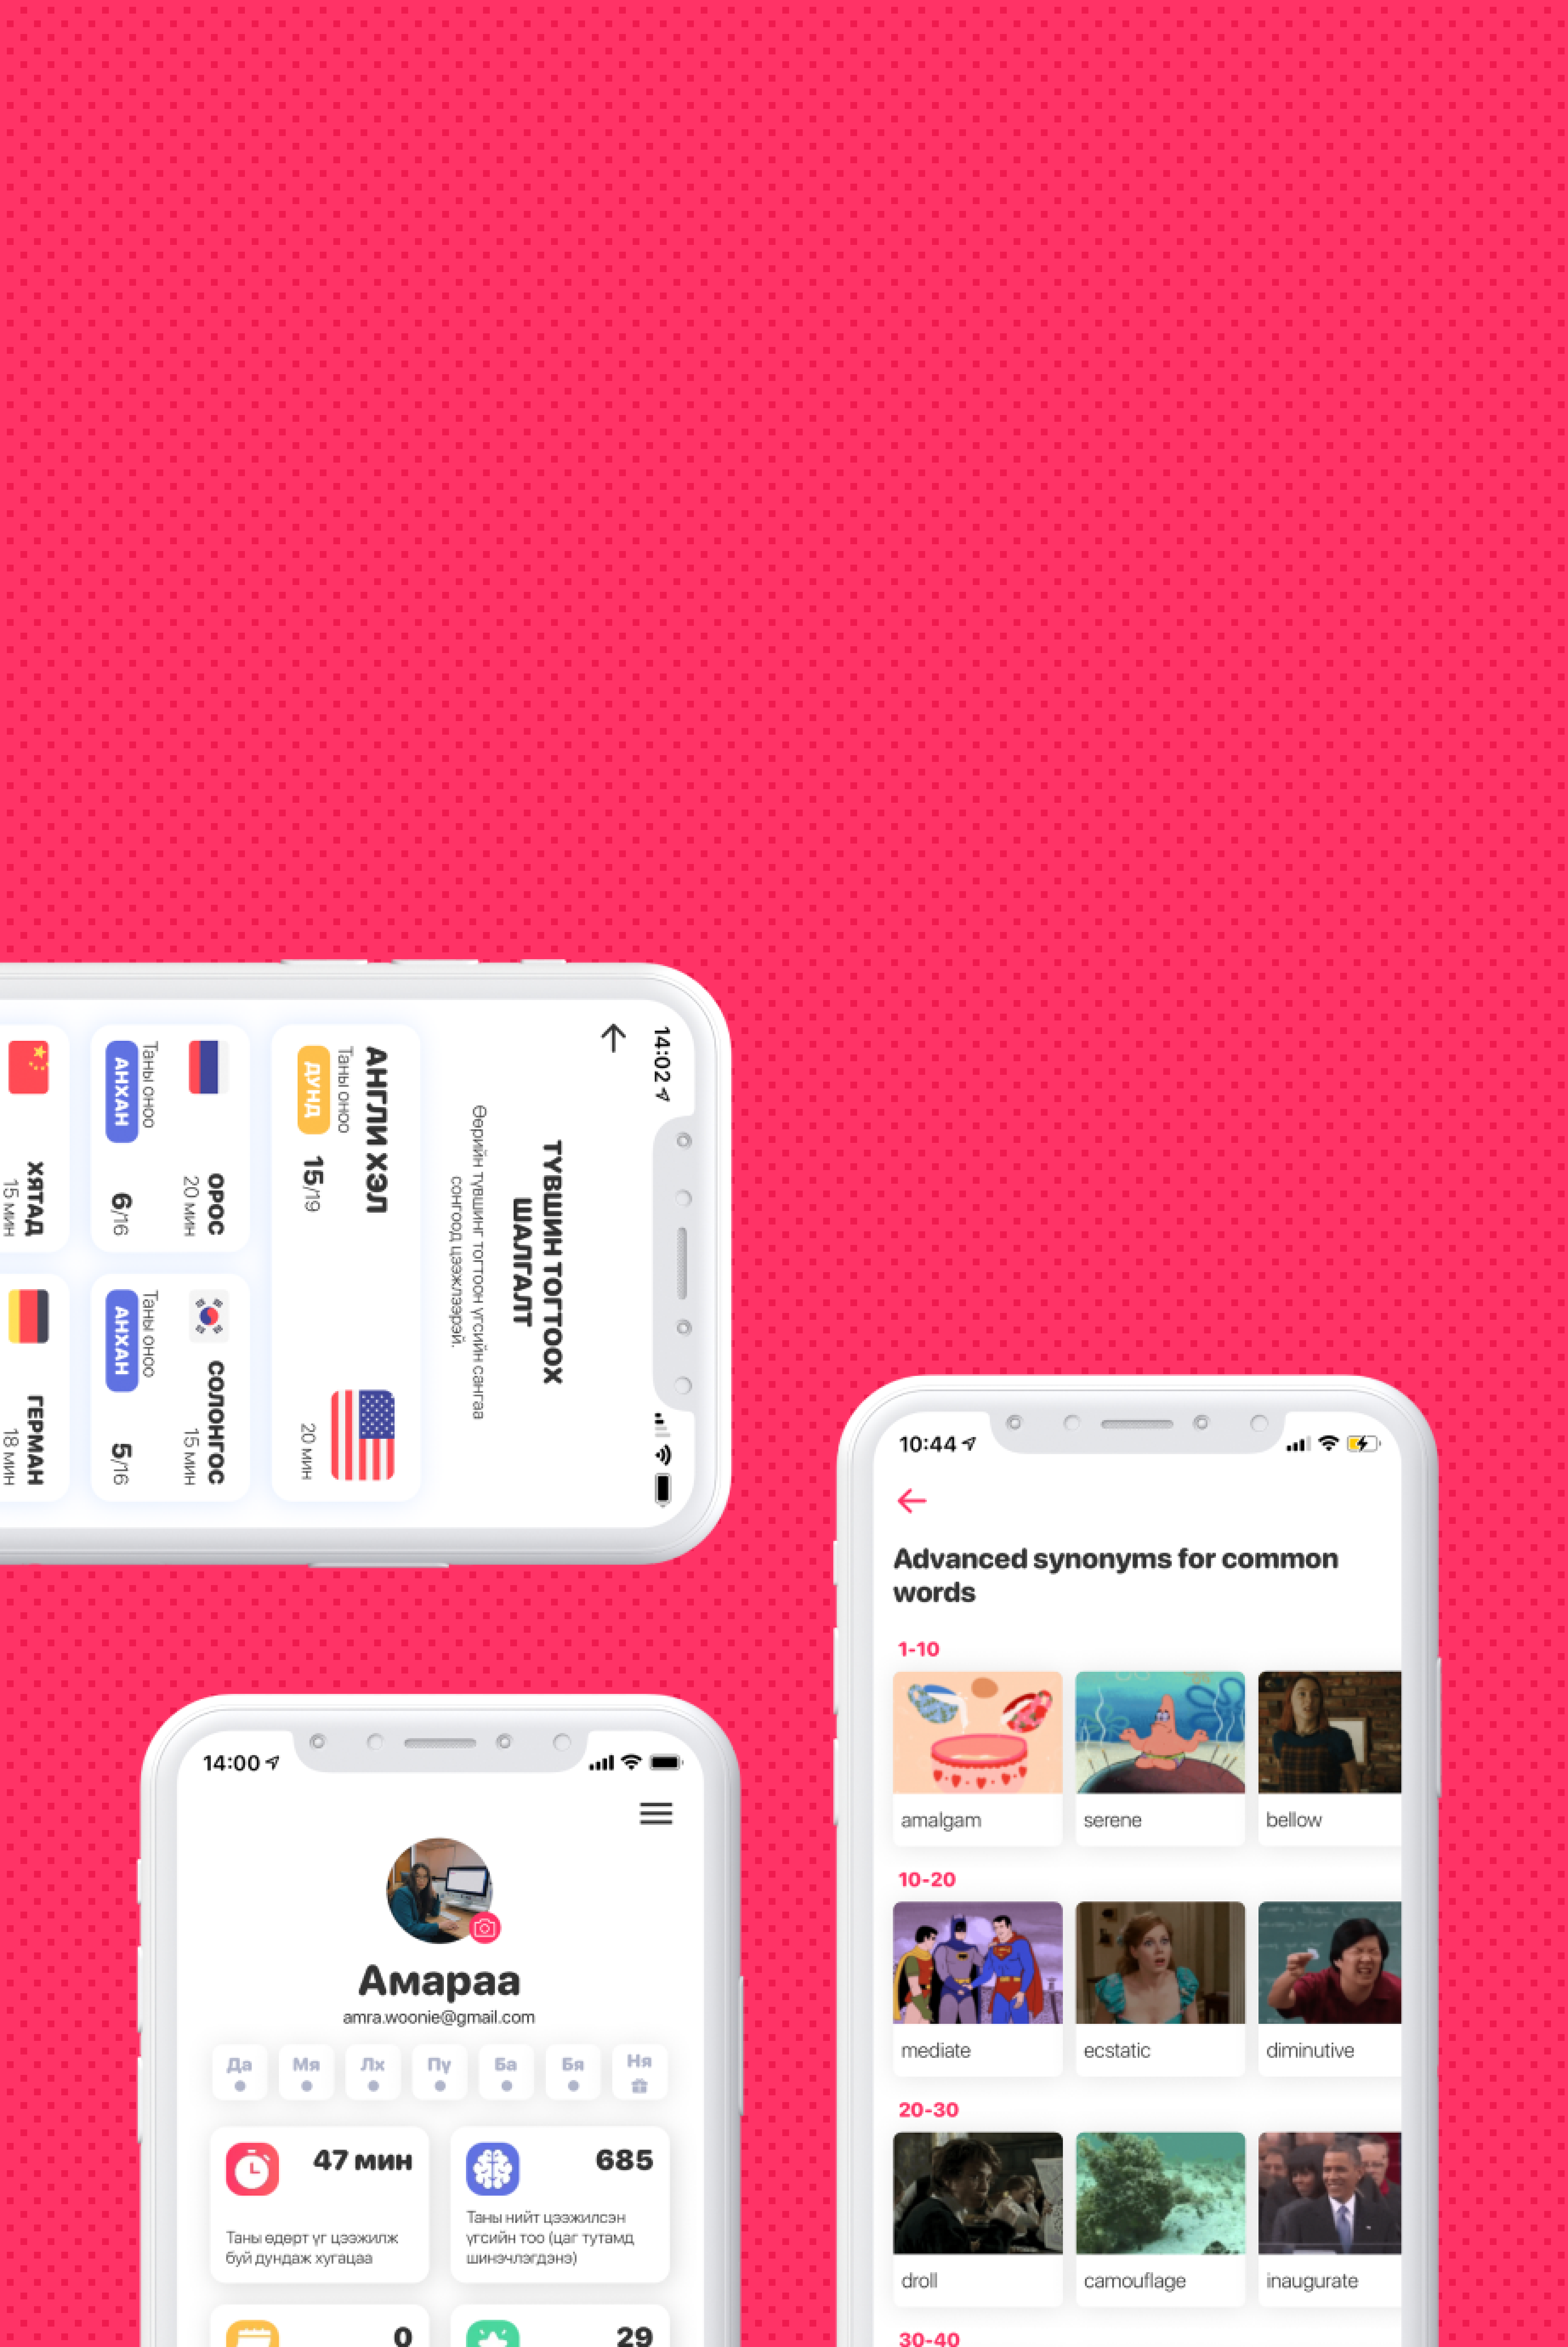 14:02
ТҮВШИН ТОГТООХ
ШАЛГАЛТ
Өөрийн түвшинг тогтоон үгсийн сангаа
сонгоод цээжлээрэй.
АНГЛИ ХЭЛ
Таны оноо
ДУНД
15/19
20 мин
ОРОС
20 мин
Таны оноо
АНХАН
6/16
СОЛОНГОС
15 мин
Таны оноо
АНХАН
5/16
ХЯТАД
15 мин
ГЕРМАН
18 мин
10:44
Advanced synonyms for common
words
1-10
amalgam
serene
bellow
10-20
mediate
ecstatic
diminutive
20-30
droll
camouflage
inaugurate
30-40
14:00
Амараа
amra.woonie@gmail.com
Да
Мя
Лх
Пү
Ба
Бя
Ня
47 мин
Таны өдөрт үг цээжилж
буй дундаж хугацаа
685
Таны нийт цээжилсэн
үгсийн тоо (цаг тутамд
шинэчлэгдэнэ)
0
29